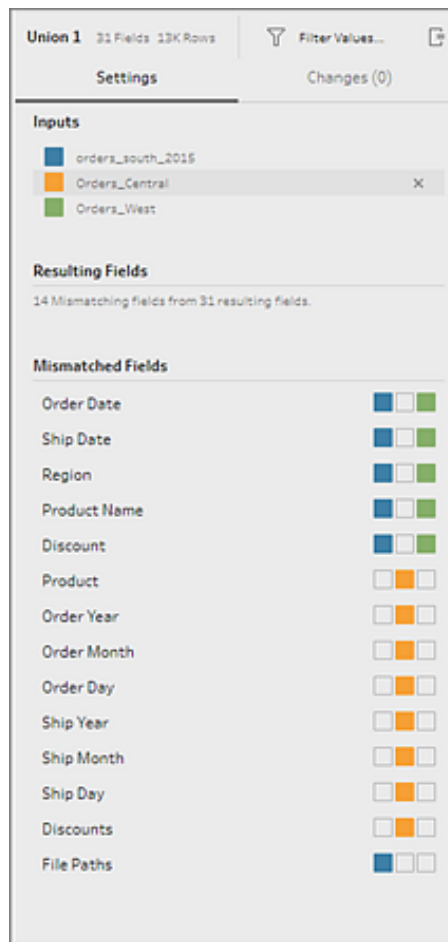 Union 1 31 Fields 13K Rows Filter Values...
Settings Changes (0)
Inputs
orders_south_2015
Orders_Central
Orders_West
Resulting Fields
14 Mismatching fields from 31 resulting fields.
Mismatched Fields
Order Date
Ship Date
Region
Product Name
Discount
Product
Order Year
Order Month
Order Day
Ship Year
Ship Month
Ship Day
Discounts
File Paths